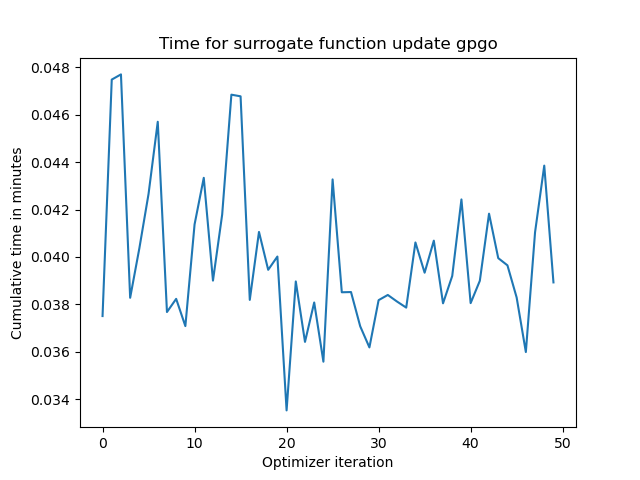 Time for surrogate function update gpgo
0.048
0.046
0.044
0.042
0.040
0.038
0.036
0.034
Cumulative time in minutes
0 10 20 30 40 50
Optimizer iteration